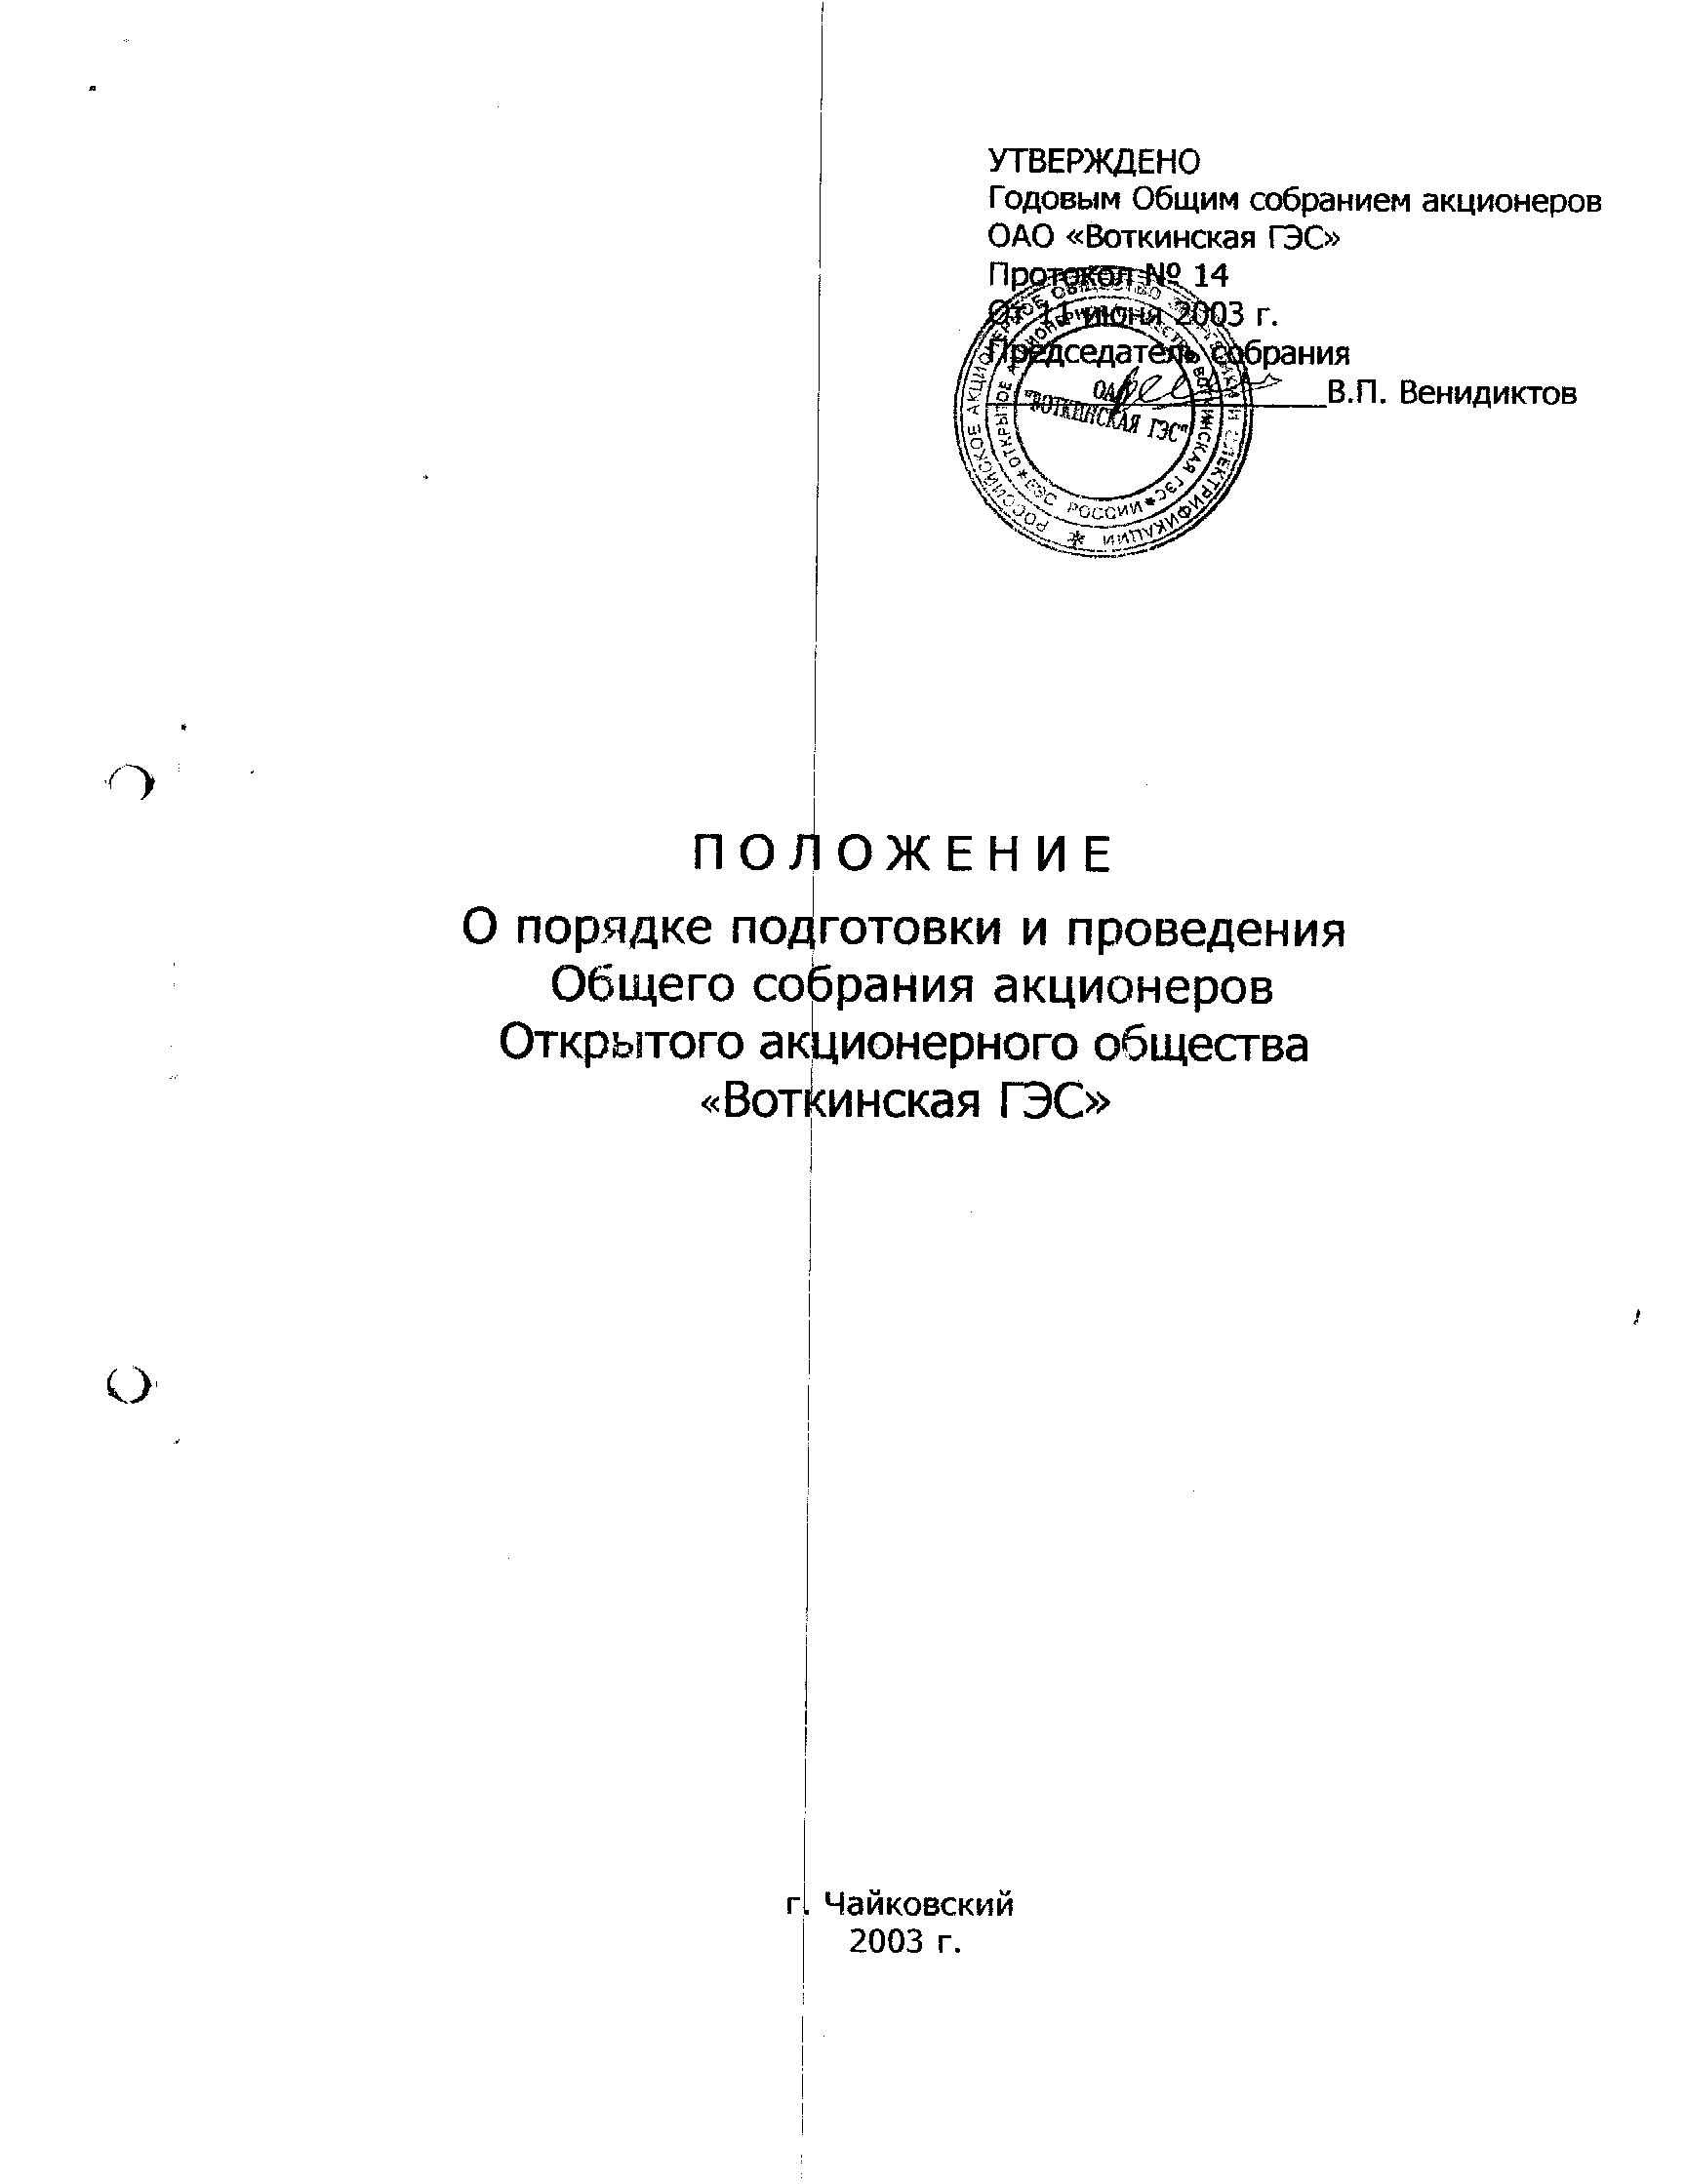 УТВЕРЖДЕНО
Годовым Общим собранием акционеров
ОАО «Воткинская ГЭС»
Протокол № 14
От 11 июня 2003 г.
Председатель собрания
В.П. Венидиктов
РОССИЙСКОЕ АКЦИОНЕРНОЕ ОБЩЕСТВО И ЭЛЕКТРИФИКАЦИИ
ОТКРЫТОЕ АКЦИОНЕРНОЕ ОБЩЕСТВО ВОТКИНСКАЯ ГЭС
ЕЭС РОССИИ
ОАО
"ВОТКИНСКАЯ ГЭС"
ПОЛОЖЕНИЕ
О порядке подготовки и проведения
Общего собрания акционеров
Открытого акционерного общества
«Воткинская ГЭС»
г. Чайковский
2003 г.